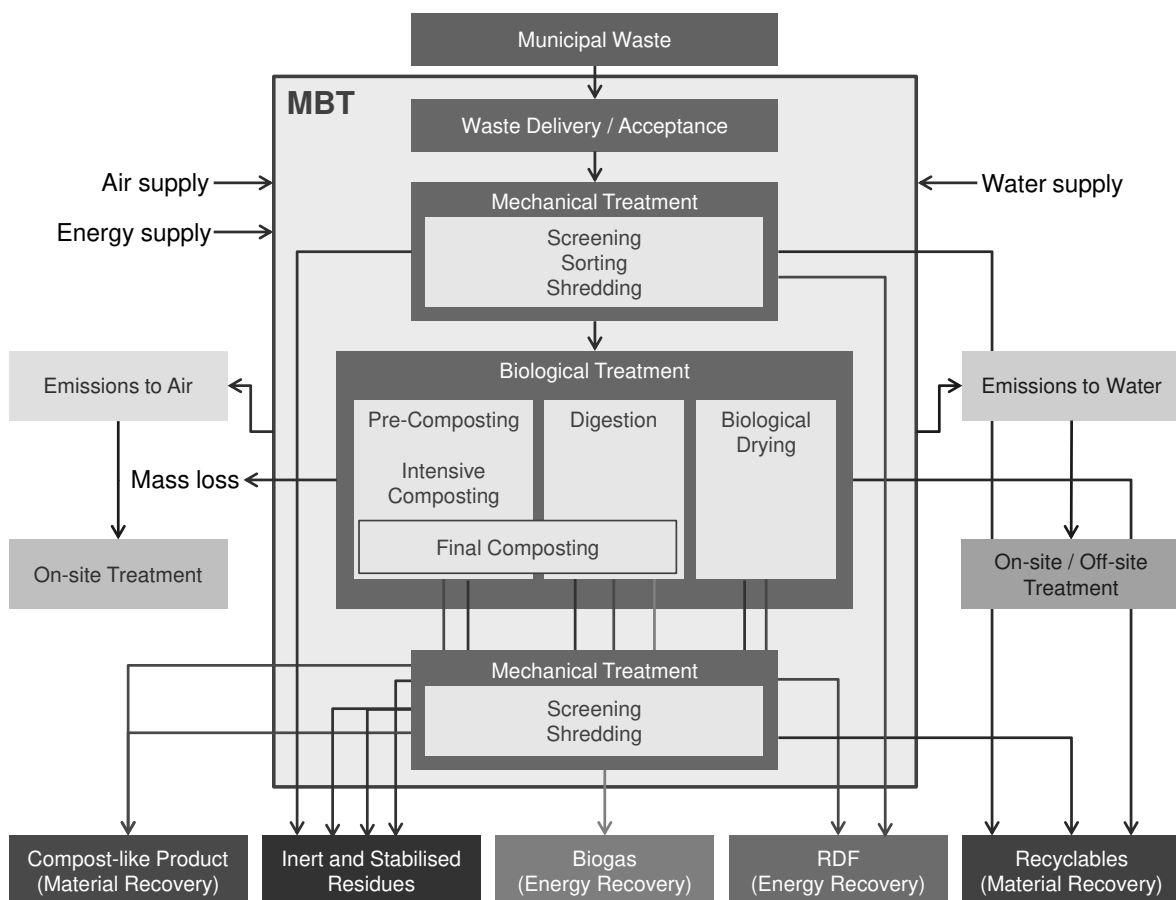 Municipal Waste
MBT
Waste Delivery / Acceptance
Air supply
Water supply
Energy supply
Mechanical Treatment
Screening
Sorting
Shredding
Biological Treatment
Emissions to Air
Emissions to Water
Pre-Composting
Intensive
Composting
Digestion
Biological
Drying
Mass loss
Final Composting
On-site Treatment
On-site / Off-site
Treatment
Mechanical Treatment
Screening
Shredding
Compost-like Product
(Material Recovery)
Inert and Stabilised
Residues
Biogas
(Energy Recovery)
RDF
(Energy Recovery)
Recyclables
(Material Recovery)